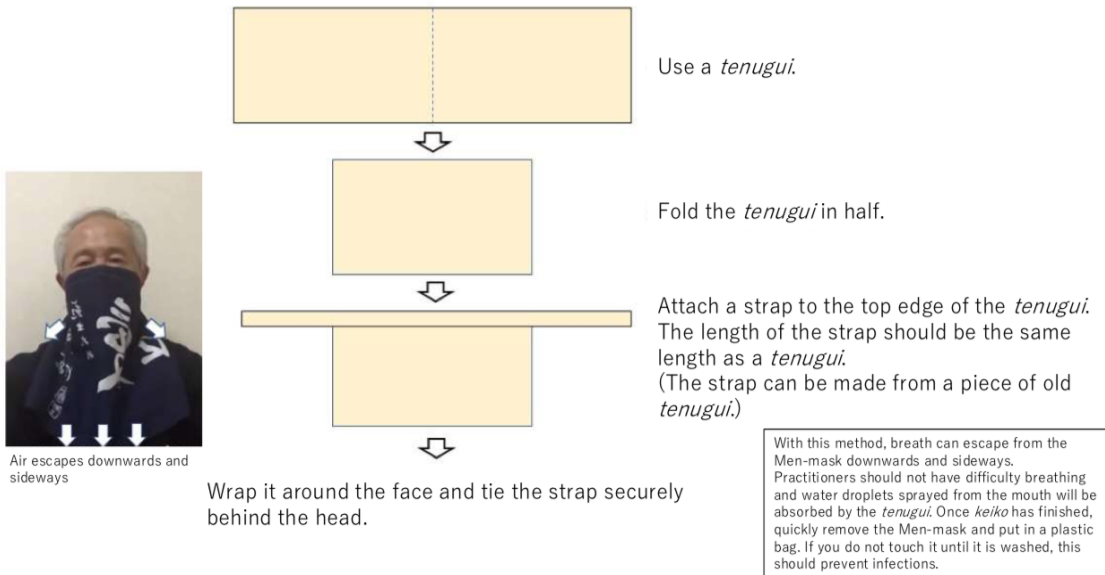 Use a tenugui.
Fold the tenugui in half.
Attach a strap to the top edge of the tenugui.
The length of the strap should be the same
length as a tenugui.
(The strap can be made from a piece of old
tenugui.)
Air escapes downwards and
sideways
Wrap it around the face and tie the strap securely
behind the head.
With this method, breath can escape from the
Men-mask downwards and sideways.
Practitioners should not have difficulty breathing
and water droplets sprayed from the mouth will be
absorbed by the tenugui. Once keiko has finished,
quickly remove the Men-mask and put in a plastic
bag. If you do not touch it until it is washed, this
should prevent infections.